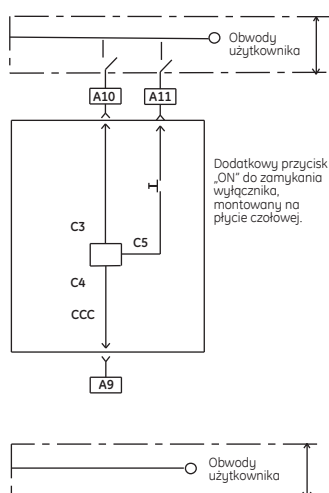 Obwody
użytkownika
A10
A11
Dodatkowy przycisk
„ON” do zamykania
wyłącznika,
montowany na
płycie czołowej.
C3
C5
C4
CCC
A9
Obwody
użytkownika